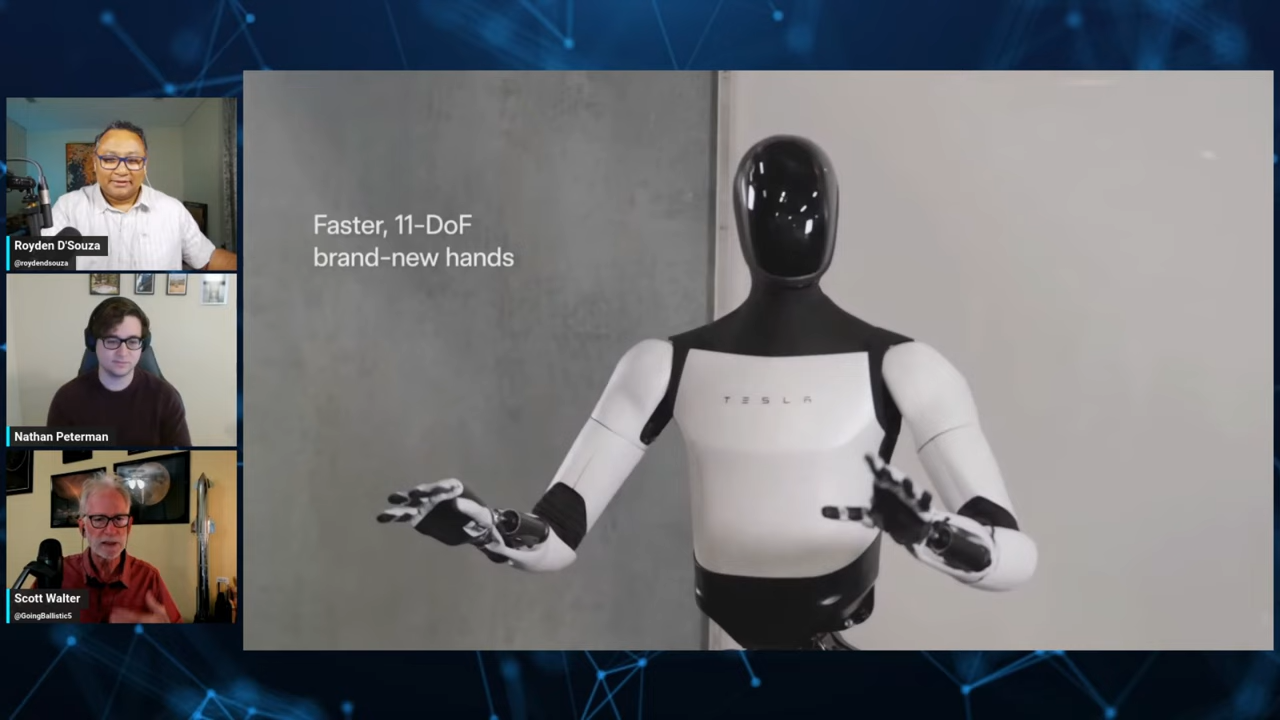 Royden D'Souza
@roydendsouza
Nathan Peterman
Scott Walter
@GoingBallistic5
Faster, 11-DoF
brand-new hands
TESLA